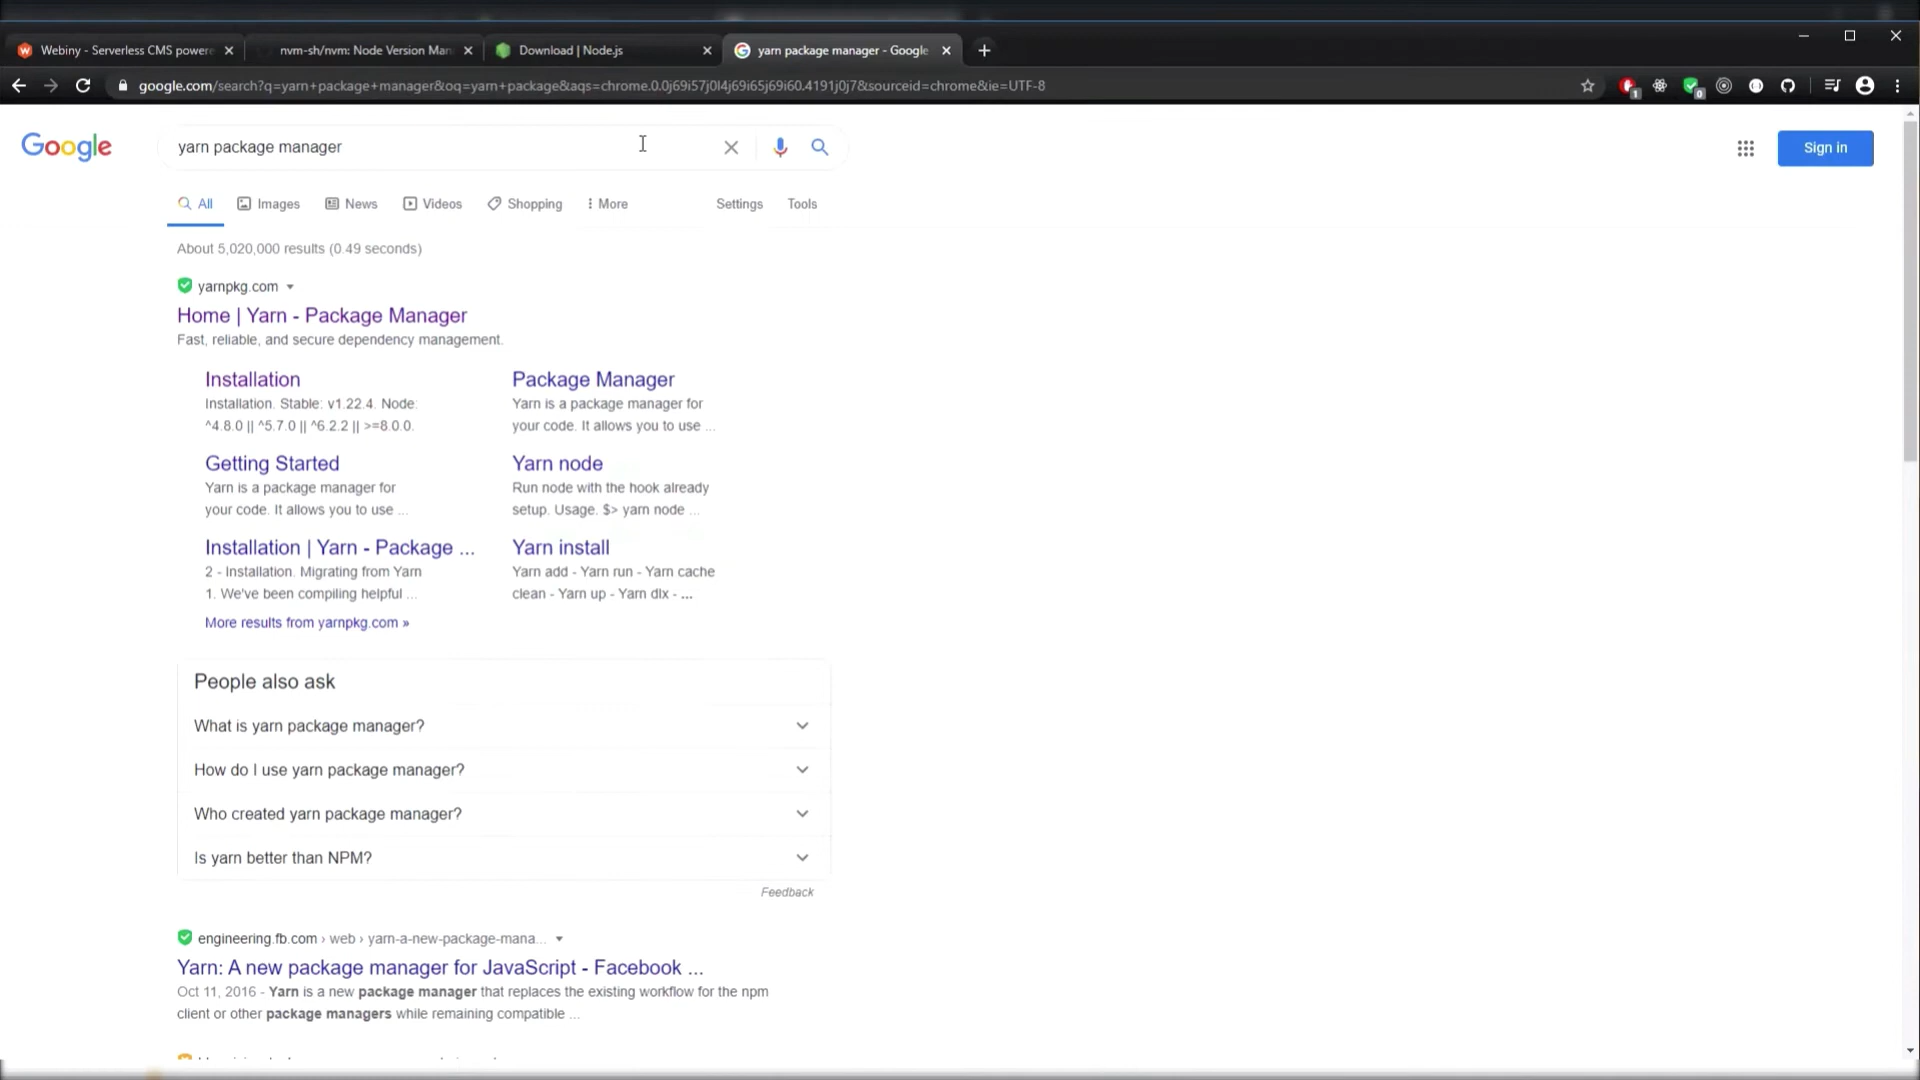 Webiny - Serverless CMS powere
nvm-sh/nvm: Node Version Man
Download | Node.js
yarn package manager - Google
google.com/search?q=yarn+package+manager&oq=yarn+package&aqs=chrome.0.0j69i57j0l4j69i65j69i60.4191j0j7&sourceid=chrome&ie=UTF-8
1
0
Google
yarn package manager
Sign in
All
Images
News
Videos
Shopping
More
Settings
Tools
About 5,020,000 results (0.49 seconds)
yarnpkg.com
Home | Yarn - Package Manager
Fast, reliable, and secure dependency management.
Installation
Installation. Stable: v1.22.4. Node:
^4.8.0 || ^5.7.0 || ^6.2.2 || >=8.0.0.
Package Manager
Yarn is a package manager for
your code. It allows you to use ...
Getting Started
Yarn is a package manager for
your code. It allows you to use ...
Yarn node
Run node with the hook already
setup. Usage. $> yarn node ...
Installation | Yarn - Package ...
2 - Installation. Migrating from Yarn
1. We've been compiling helpful ...
Yarn install
Yarn add - Yarn run - Yarn cache
clean - Yarn up - Yarn dlx - ...
More results from yarnpkg.com »
People also ask
What is yarn package manager?
How do I use yarn package manager?
Who created yarn package manager?
Is yarn better than NPM?
Feedback
engineering.fb.com › web › yarn-a-new-package-mana...
Yarn: A new package manager for JavaScript - Facebook ...
Oct 11, 2016 - Yarn is a new package manager that replaces the existing workflow for the npm
client or other package managers while remaining compatible ...